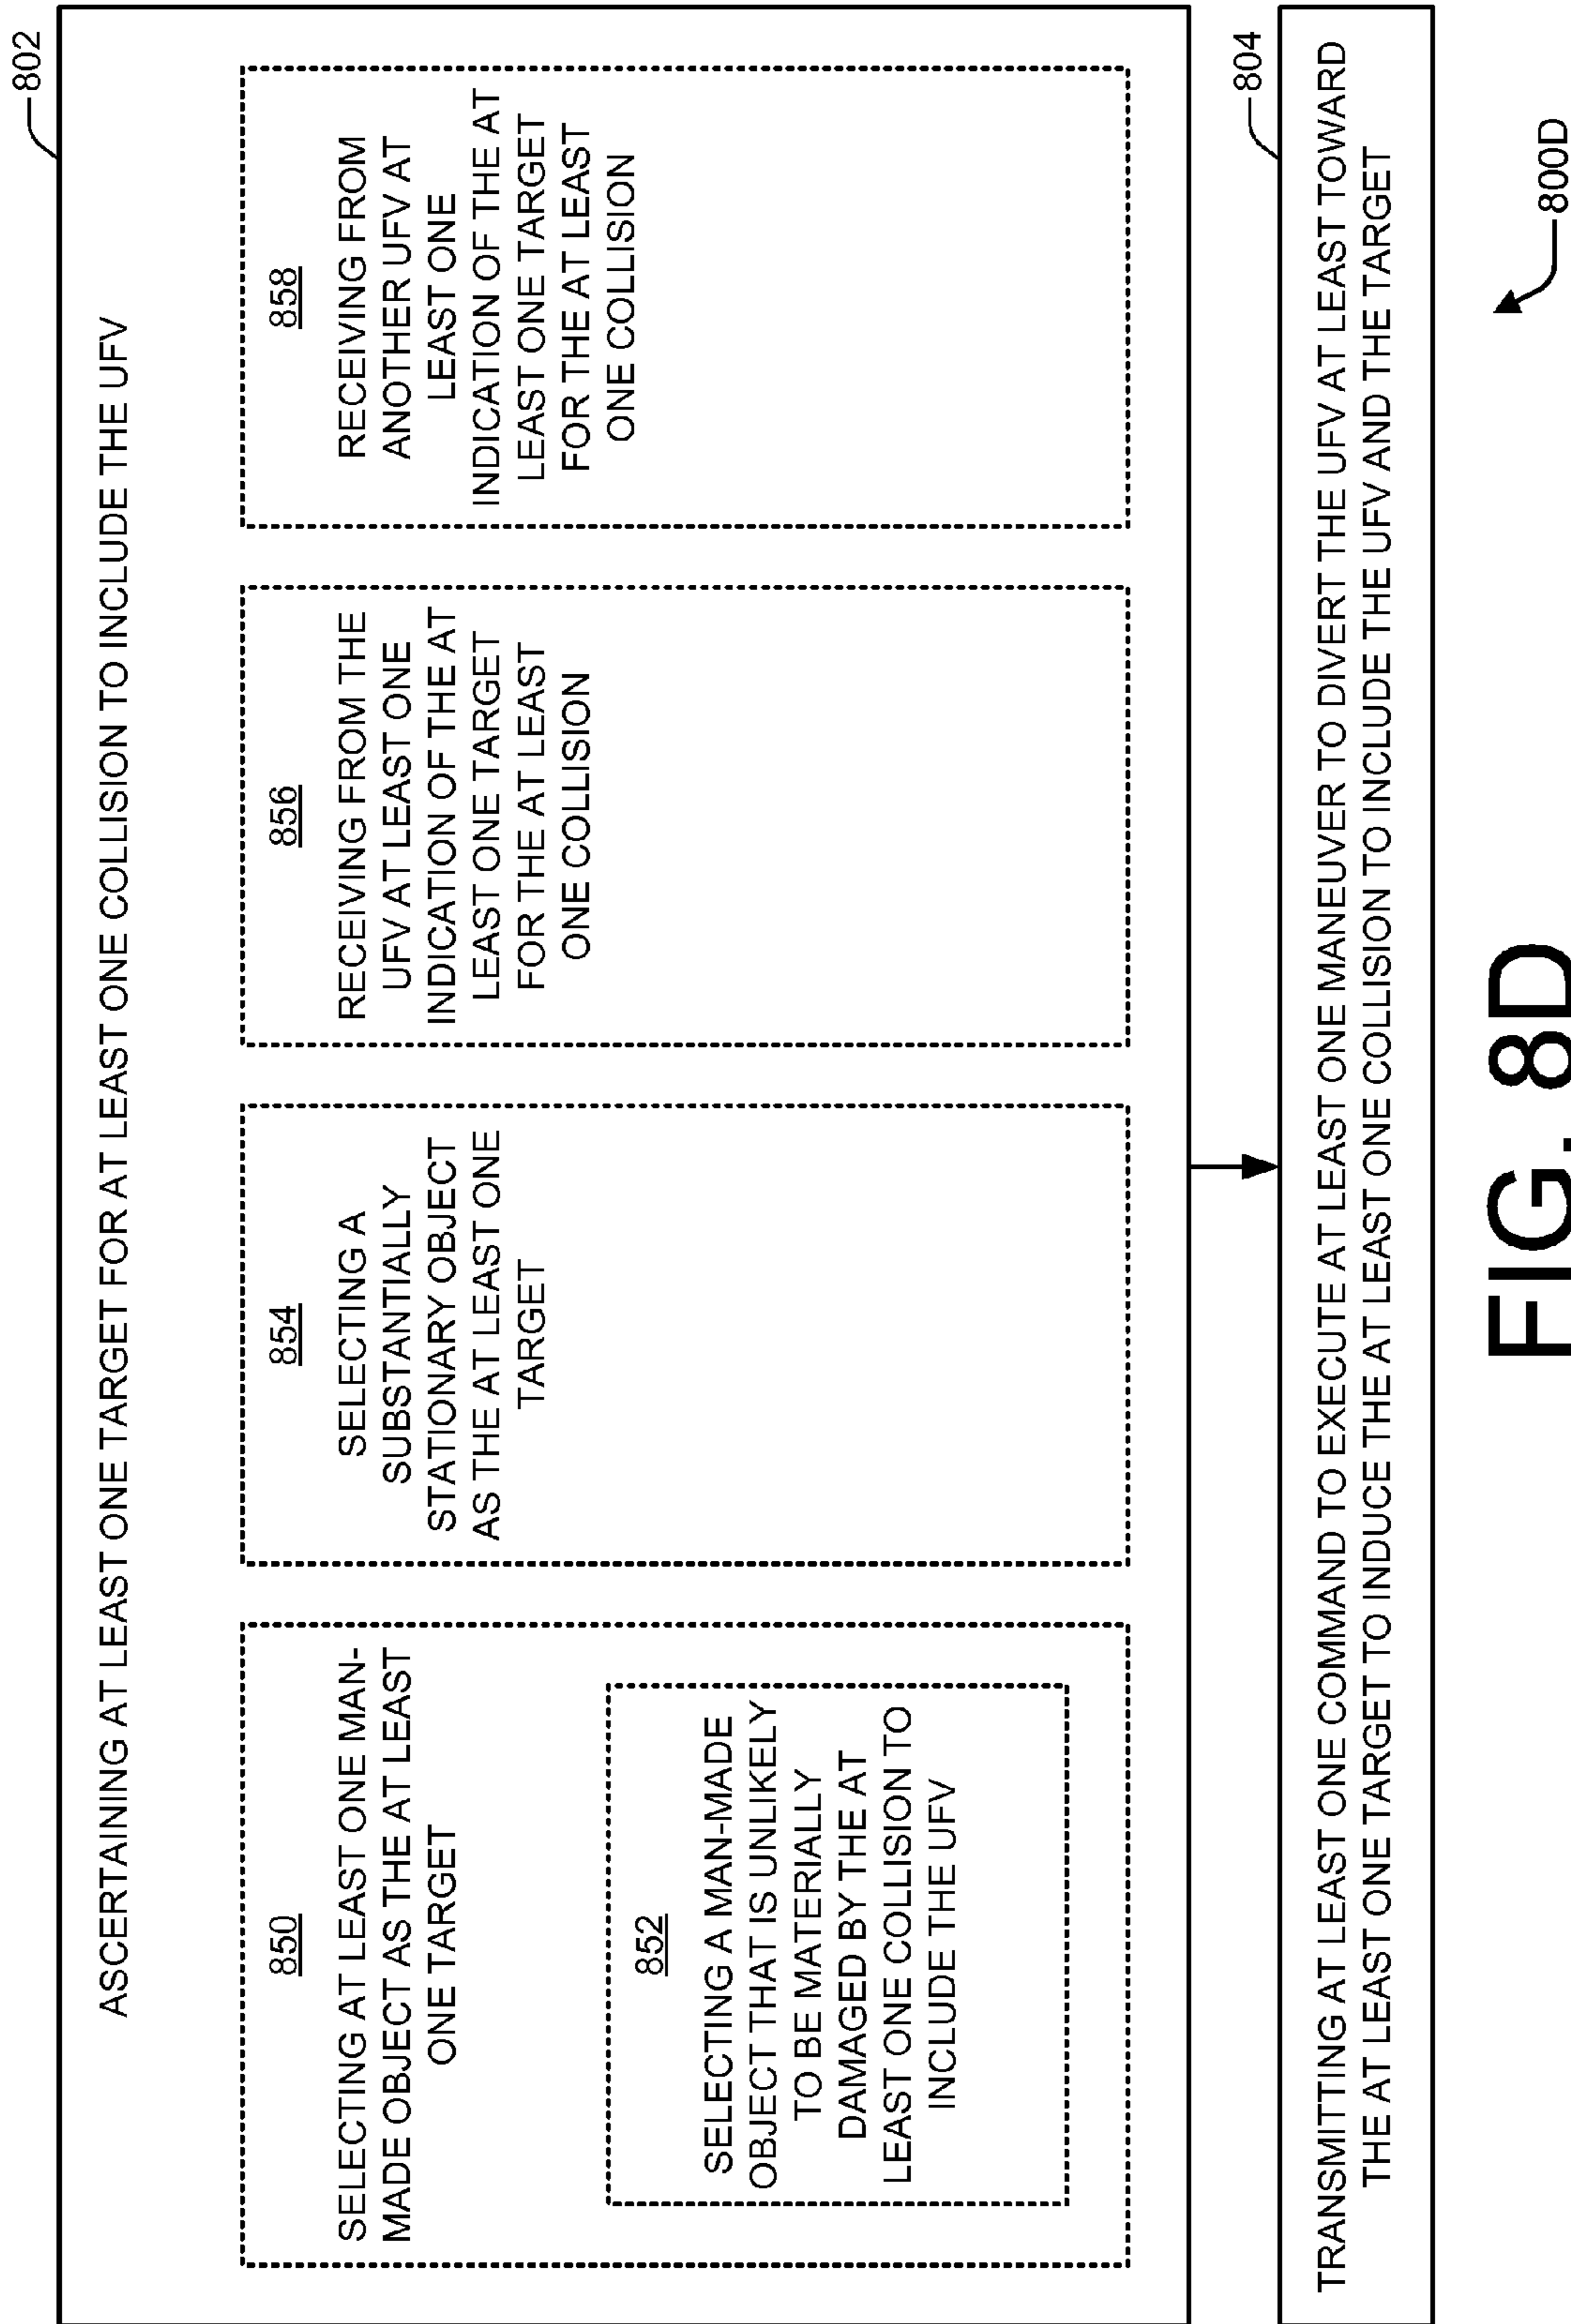 802
ASCERTAINING AT LEAST ONE TARGET FOR AT LEAST ONE COLLISION TO INCLUDE THE UFV
850
SELECTING AT LEAST ONE MAN-
MADE OBJECT AS THE AT LEAST
ONE TARGET
852
SELECTING A MAN-MADE
OBJECT THAT IS UNLIKELY
TO BE MATERIALLY
DAMAGED BY THE AT
LEAST ONE COLLISION TO
INCLUDE THE UFV
854
SELECTING A
SUBSTANTIALLY
STATIONARY OBJECT
AS THE AT LEAST ONE
TARGET
856
RECEIVING FROM THE
UFV AT LEAST ONE
INDICATION OF THE AT
LEAST ONE TARGET
FOR THE AT LEAST
ONE COLLISION
858
RECEIVING FROM
ANOTHER UFV AT
LEAST ONE
INDICATION OF THE AT
LEAST ONE TARGET
FOR THE AT LEAST
ONE COLLISION
804
TRANSMITTING AT LEAST ONE COMMAND TO EXECUTE AT LEAST ONE MANEUVER TO DIVERT THE UFV AT LEAST TOWARD
THE AT LEAST ONE TARGET TO INDUCE THE AT LEAST ONE COLLISION TO INCLUDE THE UFV AND THE TARGET
800D
FIG. 8D